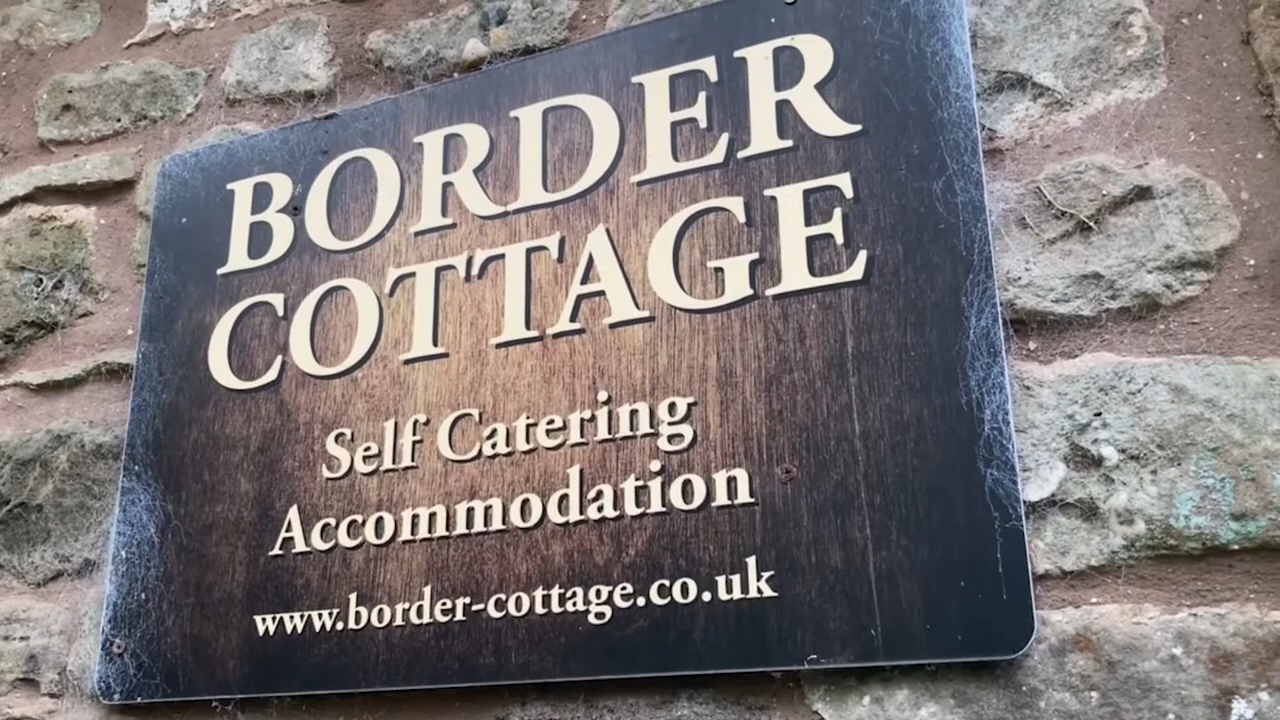 BORDER
COTTAGE
Self Catering
Accommodation
www.border-cottage.co.uk